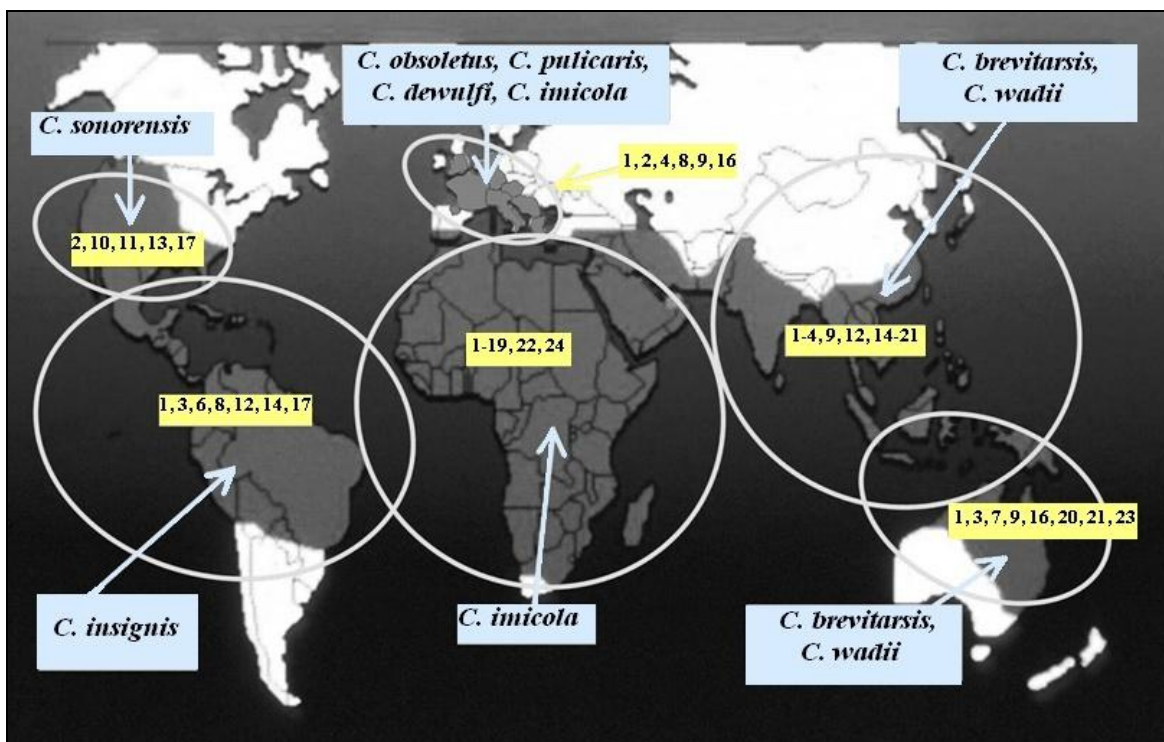 C. obsoletus, C. pulicaris,
C. dewulfi, C. imicola
C. brevitarsis,
C. wadii
C. sonorensis
1, 2, 4, 8, 9, 16
2, 10, 11, 13, 17
1-4, 9, 12, 14-21
1-19, 22, 24
1, 3, 6, 8, 12, 14, 17
1, 3, 7, 9, 16, 20, 21, 23
C. insignis
C. imicola
C. brevitarsis,
C. wadii